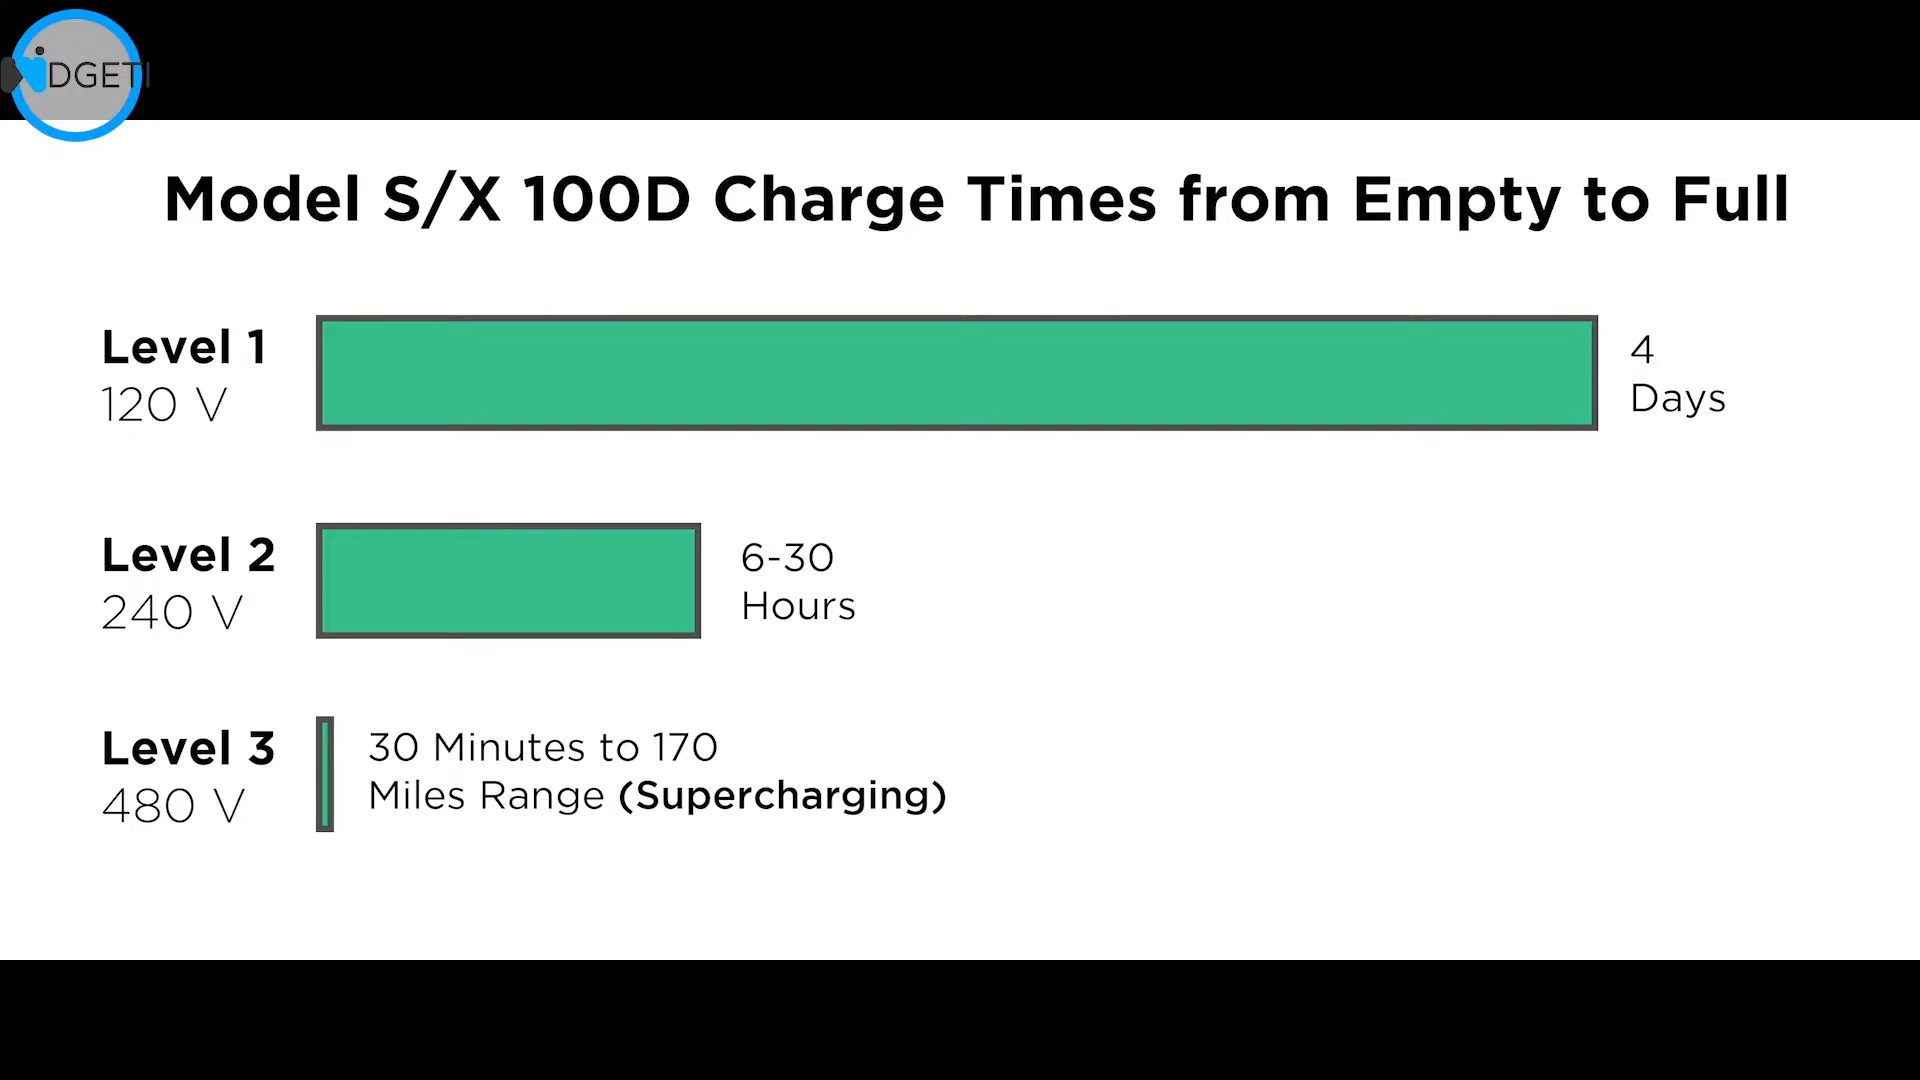 DGETI
Model S/X 100D Charge Times from Empty to Full
Level 1
120 V
4
Days
Level 2
240 V
6-30
Hours
Level 3
480 V
30 Minutes to 170
Miles Range (Supercharging)